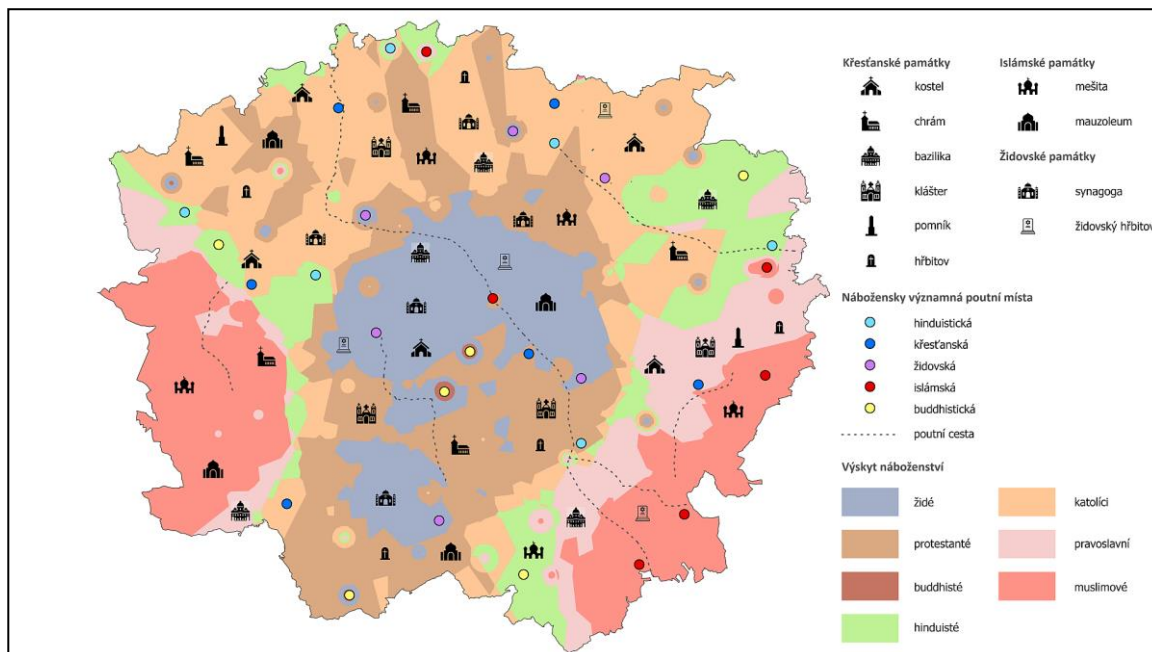 Křesťanské památky
kostel
chrám
bazilika
klášter
pomník
hřbitov
Islámské památky
mešita
mauzoleum
Židovské památky
synagoga
židovský hřbitov
Nábožensky významná poutní místa
hinduistická
křesťanská
židovská
islámská
buddhistická
poutní cesta
Výskyt náboženství
židé
protestanté
buddhisté
hinduisté
katolíci
pravoslavní
muslimové